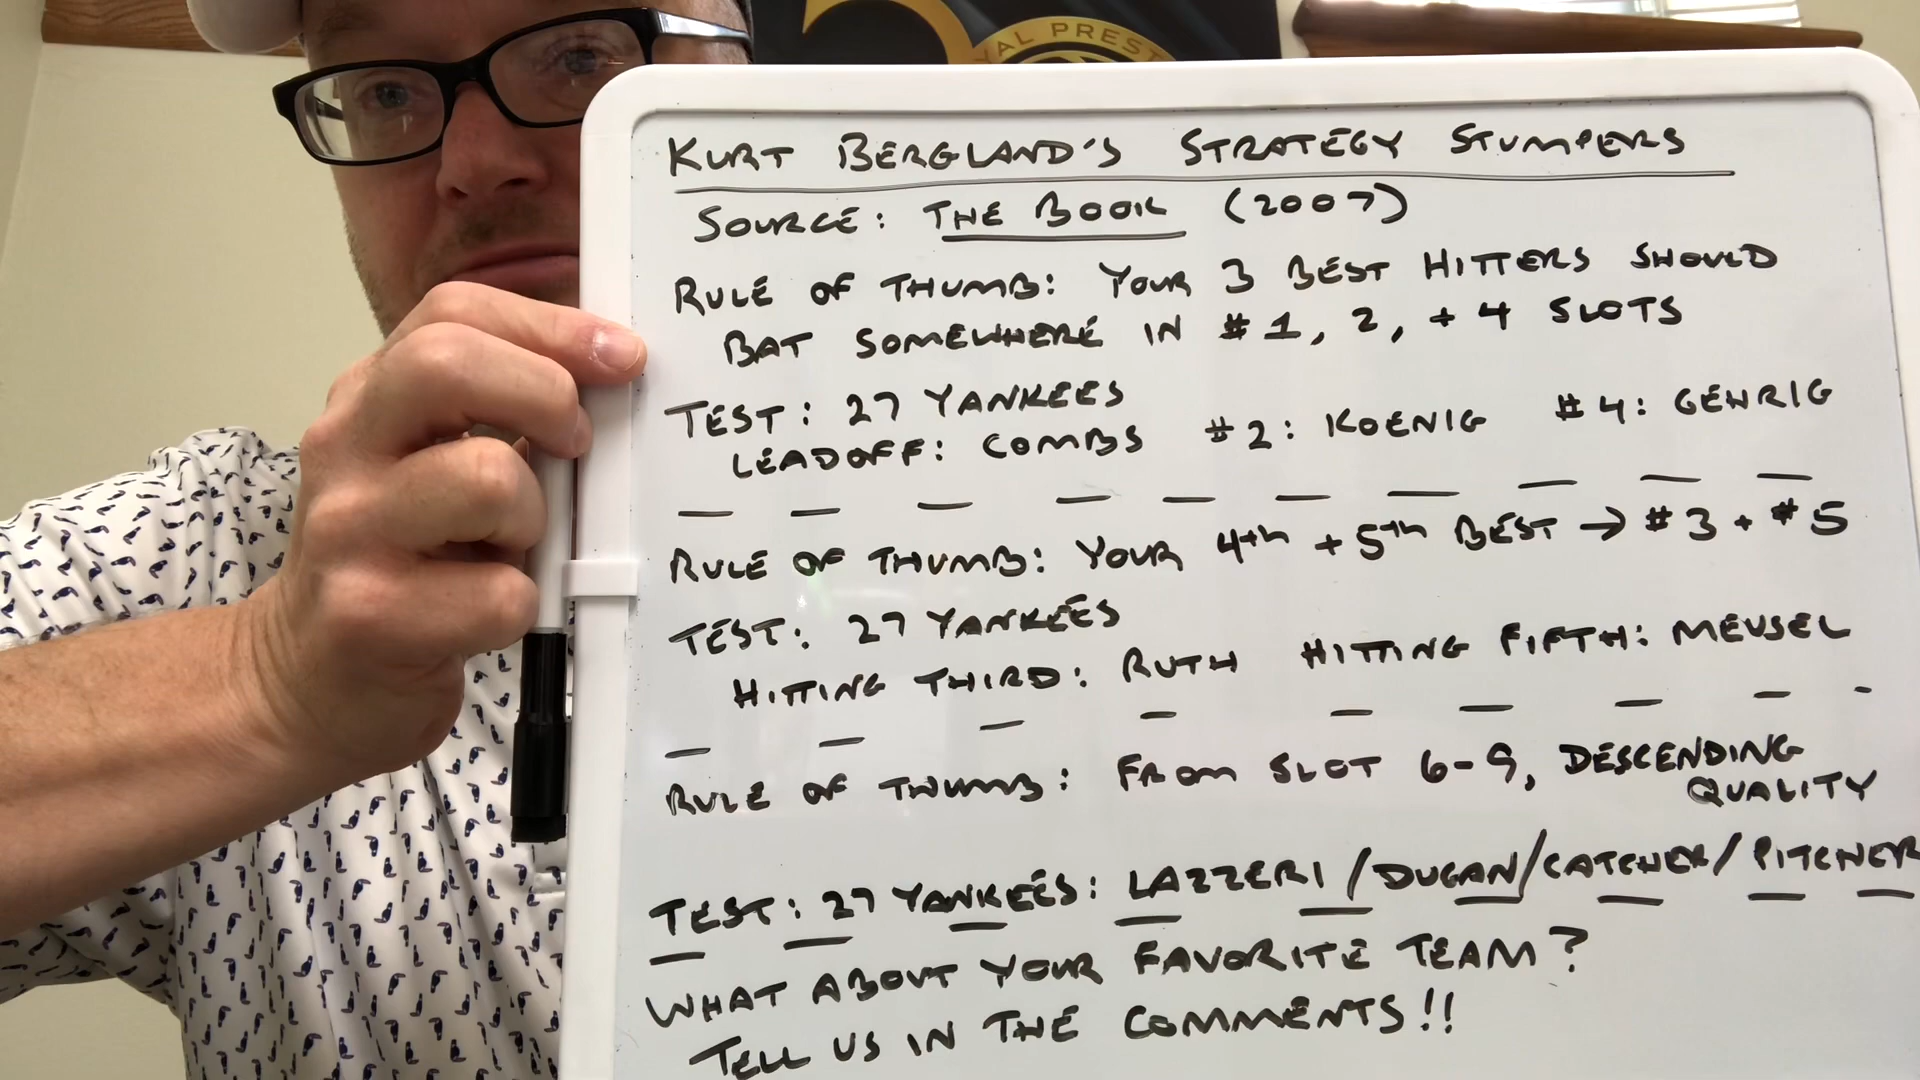 VAL PREST
KURT BERGLAND'S STRATEGY STUMPERS
SOURCE: THE BOOK (2007)
RULE OF THUMB: YOUR 3 BEST HITTERS SHOULD
BAT SOMEWHERE IN #1, 2, + 4 SLOTS
TEST: 27 YANKEES
LEADOFF: COMBS #2: KOENIG #4: GEHRIG
RULE OF THUMB: YOUR 4th + 5th BEST → #3 + #5
TEST: 27 YANKEES
HITTING THIRD: RUTH HITTING FIFTH: MEUSEL
RULE OF THUMB: FROM SLOT 6-9, DESCENDING
QUALITY
TEST: 27 YANKEES: LAZZERI/DUGAN/CATCHER/PITCHER
WHAT ABOUT YOUR FAVORITE TEAM?
TELL US IN THE COMMENTS!!